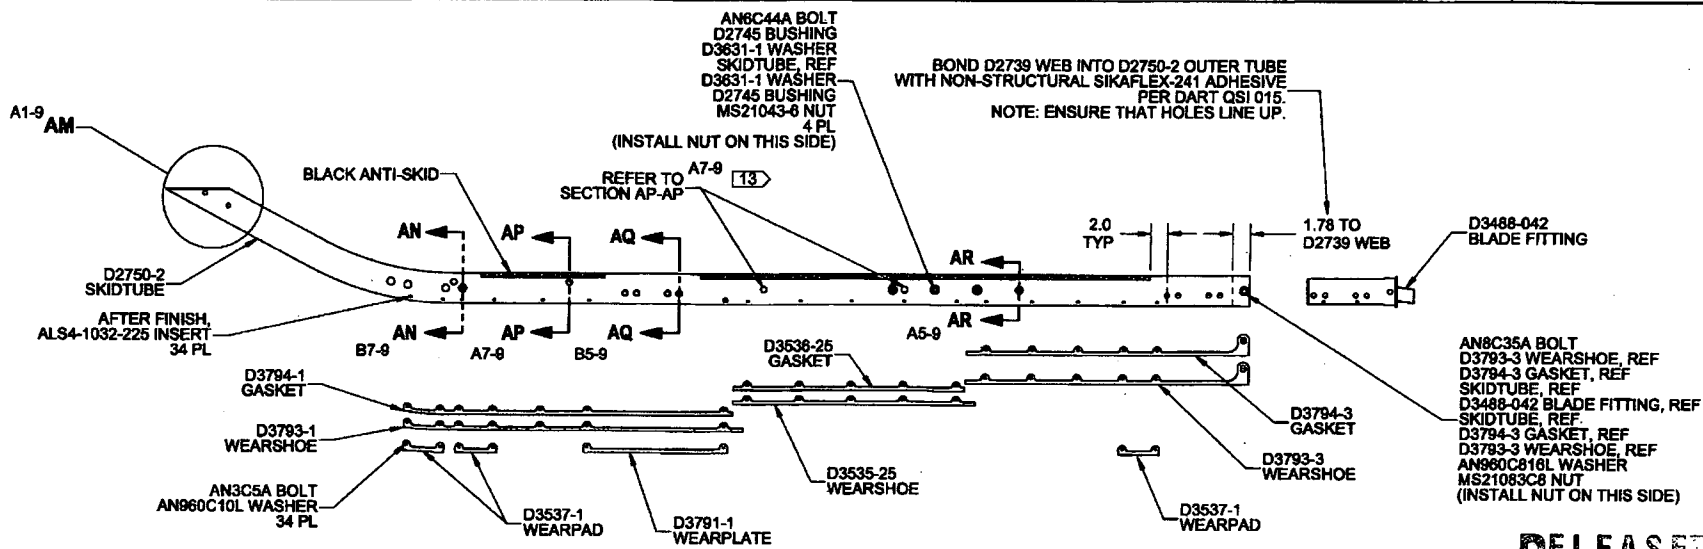 AN6C44A BOLT
D2745 BUSHING
D3631-1 WASHER
SKIDTUBE, REF
D3631-1 WASHER
D2745 BUSHING
MS21043-6 NUT
4 PL
(INSTALL NUT ON THIS SIDE)
BOND D2739 WEB INTO D2750-2 OUTER TUBE
WITH NON-STRUCTURAL SIKAFLEX-241 ADHESIVE
PER DART QSI 015.
NOTE: ENSURE THAT HOLES LINE UP.
A1-9 AM
BLACK ANTI-SKID
REFER TO
SECTION AP-AP
A7-9 13
AN
AP
AQ
AR
2.0
TYP
1.78 TO
D2739 WEB
D3488-042
BLADE FITTING
D2750-2
SKIDTUBE
AFTER FINISH,
ALS4-1032-225 INSERT
34 PL
AN
AP
AQ
AR
B7-9
A7-9
B5-9
A5-9
D3794-1
GASKET
D3793-1
WEARSHOE
AN3C5A BOLT
AN960C10L WASHER
34 PL
D3537-1
WEARPAD
D3791-1
WEARPLATE
D3536-25
GASKET
D3535-25
WEARSHOE
D3794-3
GASKET
D3793-3
WEARSHOE
D3537-1
WEARPAD
AN8C35A BOLT
D3793-3 WEARSHOE, REF
D3794-3 GASKET, REF
SKIDTUBE, REF
D3488-042 BLADE FITTING, REF
SKIDTUBE, REF.
D3794-3 GASKET, REF
D3793-3 WEARSHOE, REF
AN960C816L WASHER
MS21083C8 NUT
(INSTALL NUT ON THIS SIDE)